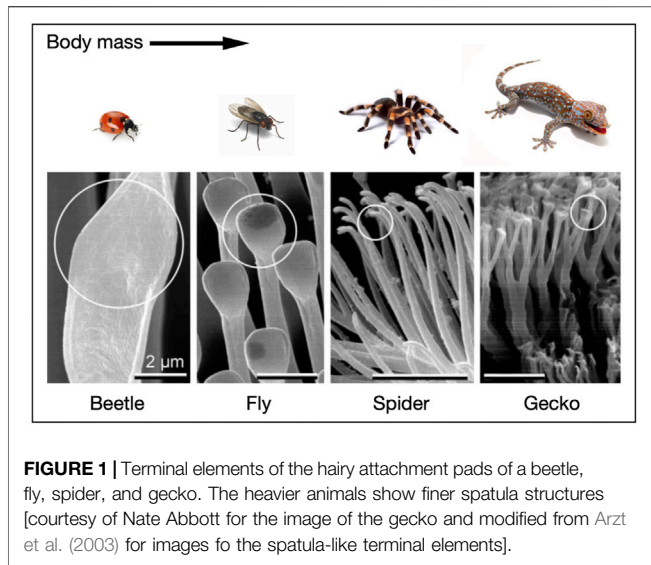 Body mass
2 µm
Beetle Fly Spider Gecko
FIGURE 1 | Terminal elements of the hairy attachment pads of a beetle,
fly, spider, and gecko. The heavier animals show finer spatula structures
[courtesy of Nate Abbott for the image of the gecko and modified from Arzt
et al. (2003) for images fo the spatula-like terminal elements].